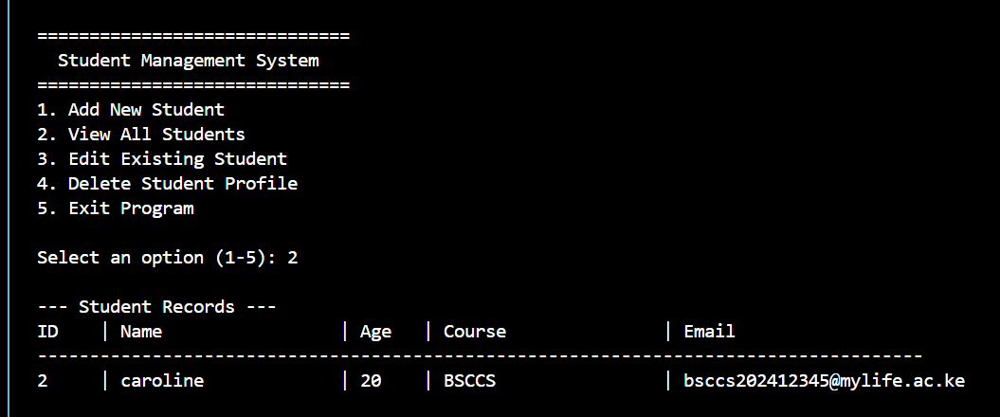 ==============================
  Student Management System
==============================
1. Add New Student
2. View All Students
3. Edit Existing Student
4. Delete Student Profile
5. Exit Program

Select an option (1-5): 2

--- Student Records ---
ID    | Name                 | Age   | Course               | Email
-------------------------------------------------------------------------------------
2     | caroline             | 20    | BSCCS                | bsccs202412345@mylife.ac.ke